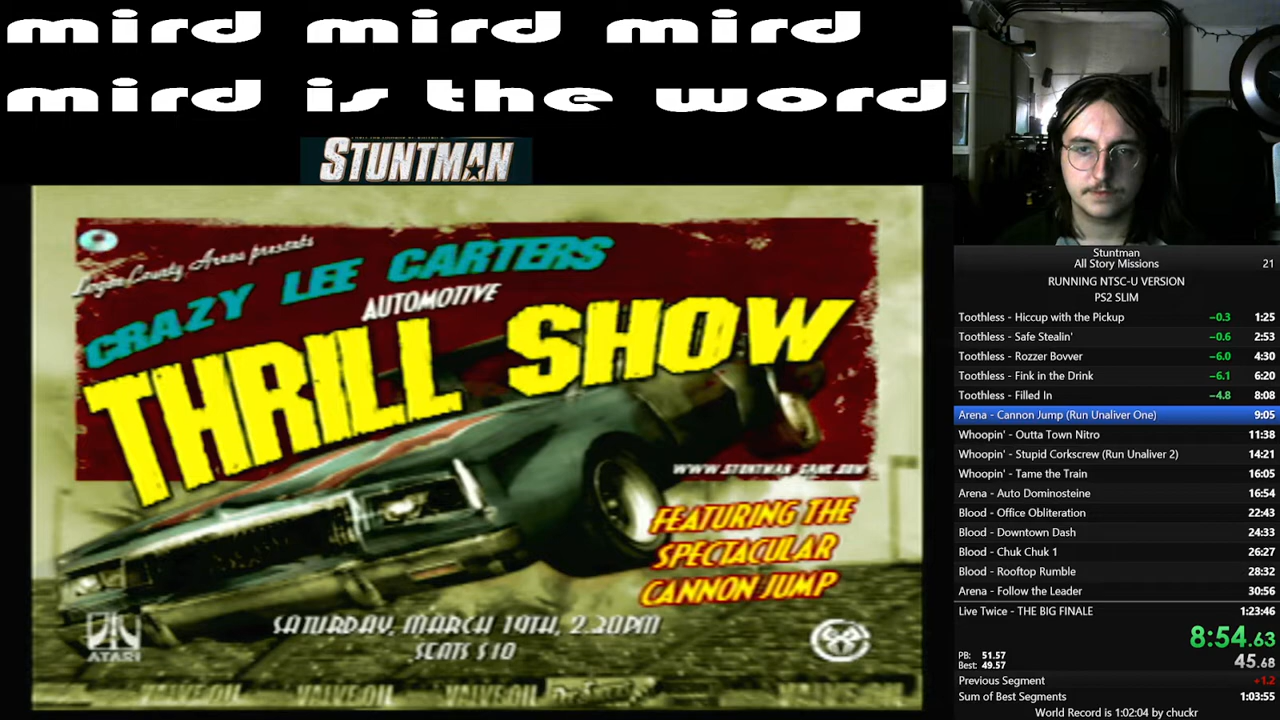 mird mird mird
mird is the word
STUNTMAN
Logan County Arena presents
CRAZY LEE CARTERS
AUTOMOTIVE
THRILL SHOW
WWW.STUNTMAN-GAME.COM
FEATURING THE
SPECTACULAR
CANNON JUMP
SATURDAY, MARCH 19TH, 2.30PM
SEATS $10
ATARI
VALVE OIL VALVE OIL VALVE OIL
Stuntman
All Story Missions 21
RUNNING NTSC-U VERSION
PS2 SLIM
Toothless - Hiccup with the Pickup −0.3 1:25
Toothless - Safe Stealin' −0.6 2:53
Toothless - Rozzer Bovver −6.0 4:30
Toothless - Fink in the Drink −6.1 6:20
Toothless - Filled In −4.8 8:08
Arena - Cannon Jump (Run Unaliver One) 9:05
Whoopin' - Outta Town Nitro 11:38
Whoopin' - Stupid Corkscrew (Run Unaliver 2) 14:21
Whoopin' - Tame the Train 16:05
Arena - Auto Dominosteine 16:54
Blood - Office Obliteration 22:43
Blood - Downtown Dash 24:33
Blood - Chuk Chuk 1 26:27
Blood - Rooftop Rumble 28:32
Arena - Follow the Leader 30:56
Live Twice - THE BIG FINALE 1:23:46
8:54.63
PB: 51.57
Best: 49.57 45.68
Previous Segment +1.2
Sum of Best Segments 1:03:55
World Record is 1:02:04 by chuckr